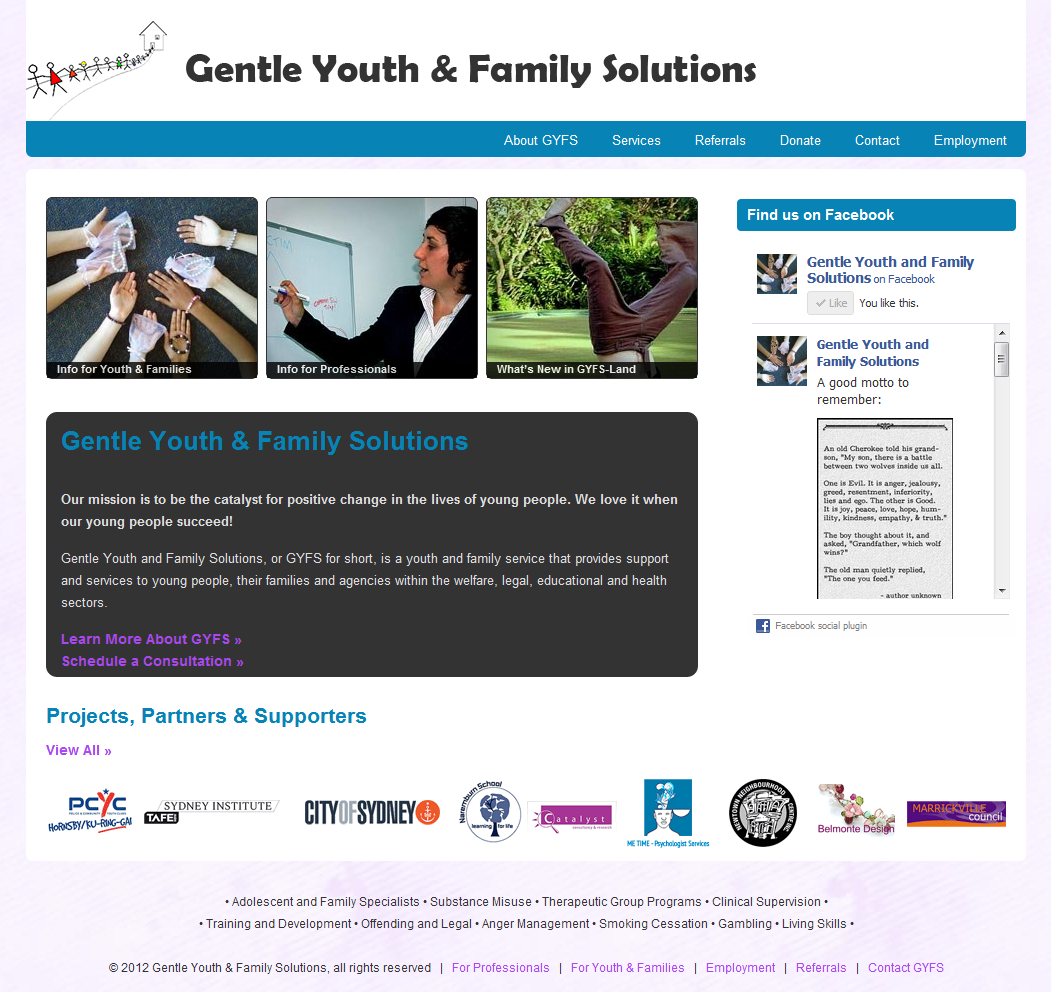 Gentle Youth & Family Solutions
About GYFS Services Referrals Donate Contact Employment
Info for Youth & Families
Info for Professionals
What's New in GYFS-Land
Gentle Youth & Family Solutions
Our mission is to be the catalyst for positive change in the lives of young people. We love it when
our young people succeed!
Gentle Youth and Family Solutions, or GYFS for short, is a youth and family service that provides support
and services to young people, their families and agencies within the welfare, legal, educational and health
sectors.
Learn More About GYFS »
Schedule a Consultation »
Find us on Facebook
Gentle Youth and Family
Solutions on Facebook
Like You like this.
Gentle Youth and
Family Solutions
A good motto to
remember:
An old Cherokee told his grand-
son, "My son, there is a battle
between two wolves inside us all.
One is Evil. It is anger, jealousy,
greed, resentment, inferiority,
lies and ego. The other is Good.
It is joy, peace, love, hope, hum-
ility, kindness, empathy, & truth."
The boy thought about it, and
asked, "Grandfather, which wolf
wins?"
The old man quietly replied,
"The one you feed."
- author unknown
Facebook social plugin
Projects, Partners & Supporters
View All »
PCYC
POLICE & COMMUNITY YOUTH CLUBS
HORNSBY/KU-RING-GAI
SYDNEY INSTITUTE
TAFE
CITY OF SYDNEY
Naremburn School
learning for life
Catalyst
consultancy & research
ME TIME - Psychologist Services
NEWTOWN NEIGHBOURHOOD
CENTRE INC
Belmonte Design
MARRICKVILLE
council
• Adolescent and Family Specialists • Substance Misuse • Therapeutic Group Programs • Clinical Supervision •
• Training and Development • Offending and Legal • Anger Management • Smoking Cessation • Gambling • Living Skills •
© 2012 Gentle Youth & Family Solutions, all rights reserved | For Professionals | For Youth & Families | Employment | Referrals | Contact GYFS